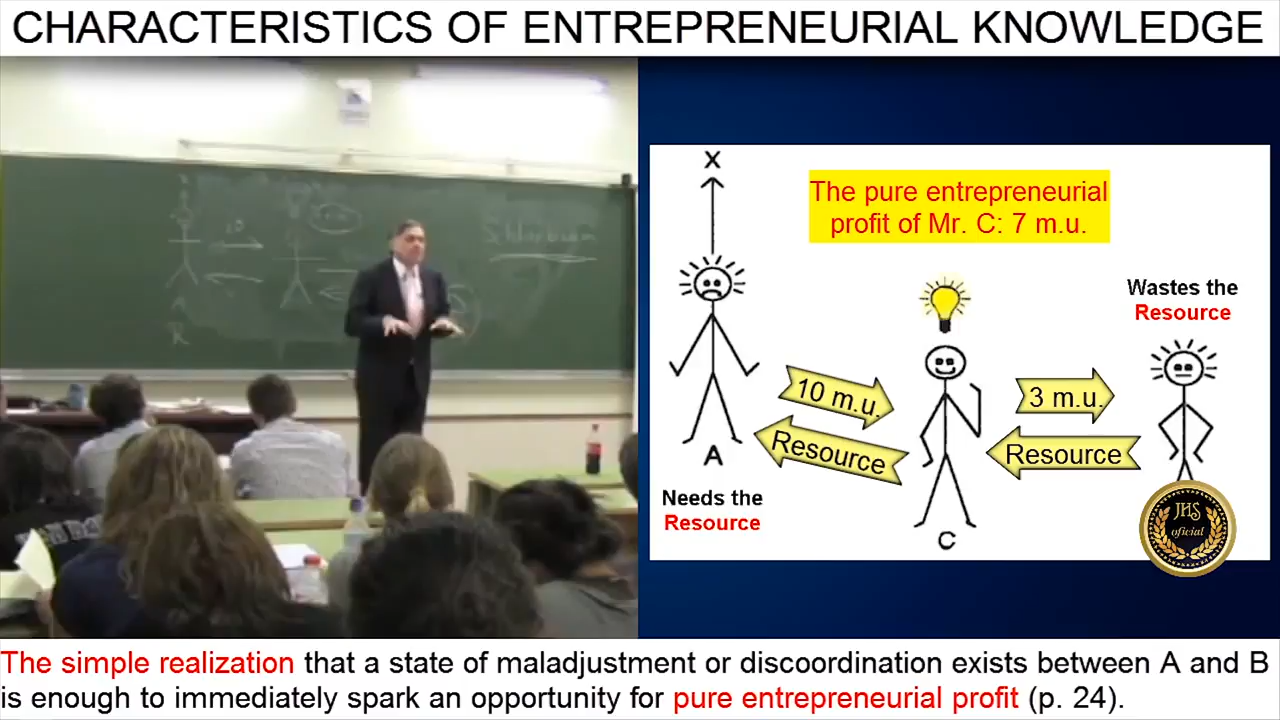 CHARACTERISTICS OF ENTREPRENEURIAL KNOWLEDGE
X
The pure entrepreneurial
profit of Mr. C: 7 m.u.
Wastes the
Resource
10 m.u.
3 m.u.
Resource
Resource
A
Needs the
Resource
C
JHS
oficial
The simple realization that a state of maladjustment or discoordination exists between A and B
is enough to immediately spark an opportunity for pure entrepreneurial profit (p. 24).